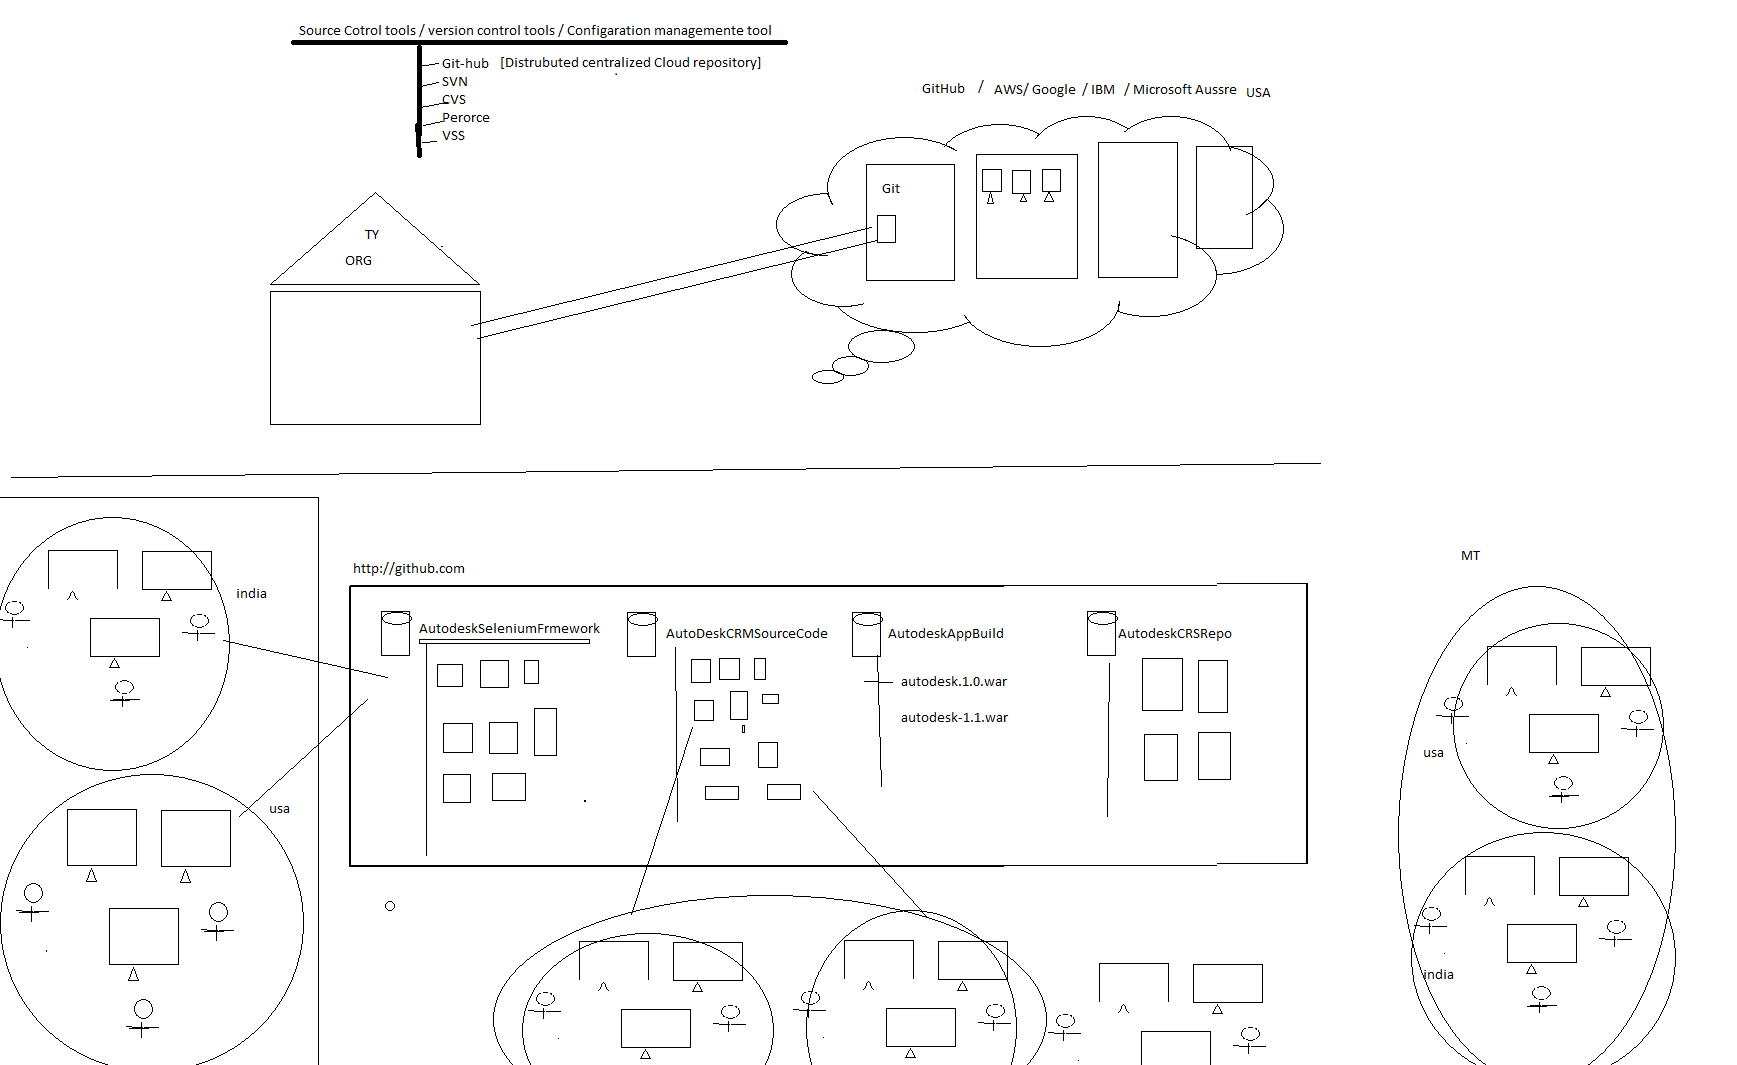 Source Cotrol tools / version control tools / Configaration managemente tool
Git-hub [Distrubuted centralized Cloud repository]
SVN
CVS
Perorce
VSS
GitHub / AWS/ Google / IBM / Microsoft Aussre USA
Git
TY
ORG
http://github.com
MT
india
AutodeskSeleniumFrmework
AutoDeskCRMSourceCode
AutodeskAppBuild
AutodeskCRSRepo
autodesk.1.0.war
autodesk-1.1.war
usa
usa
india